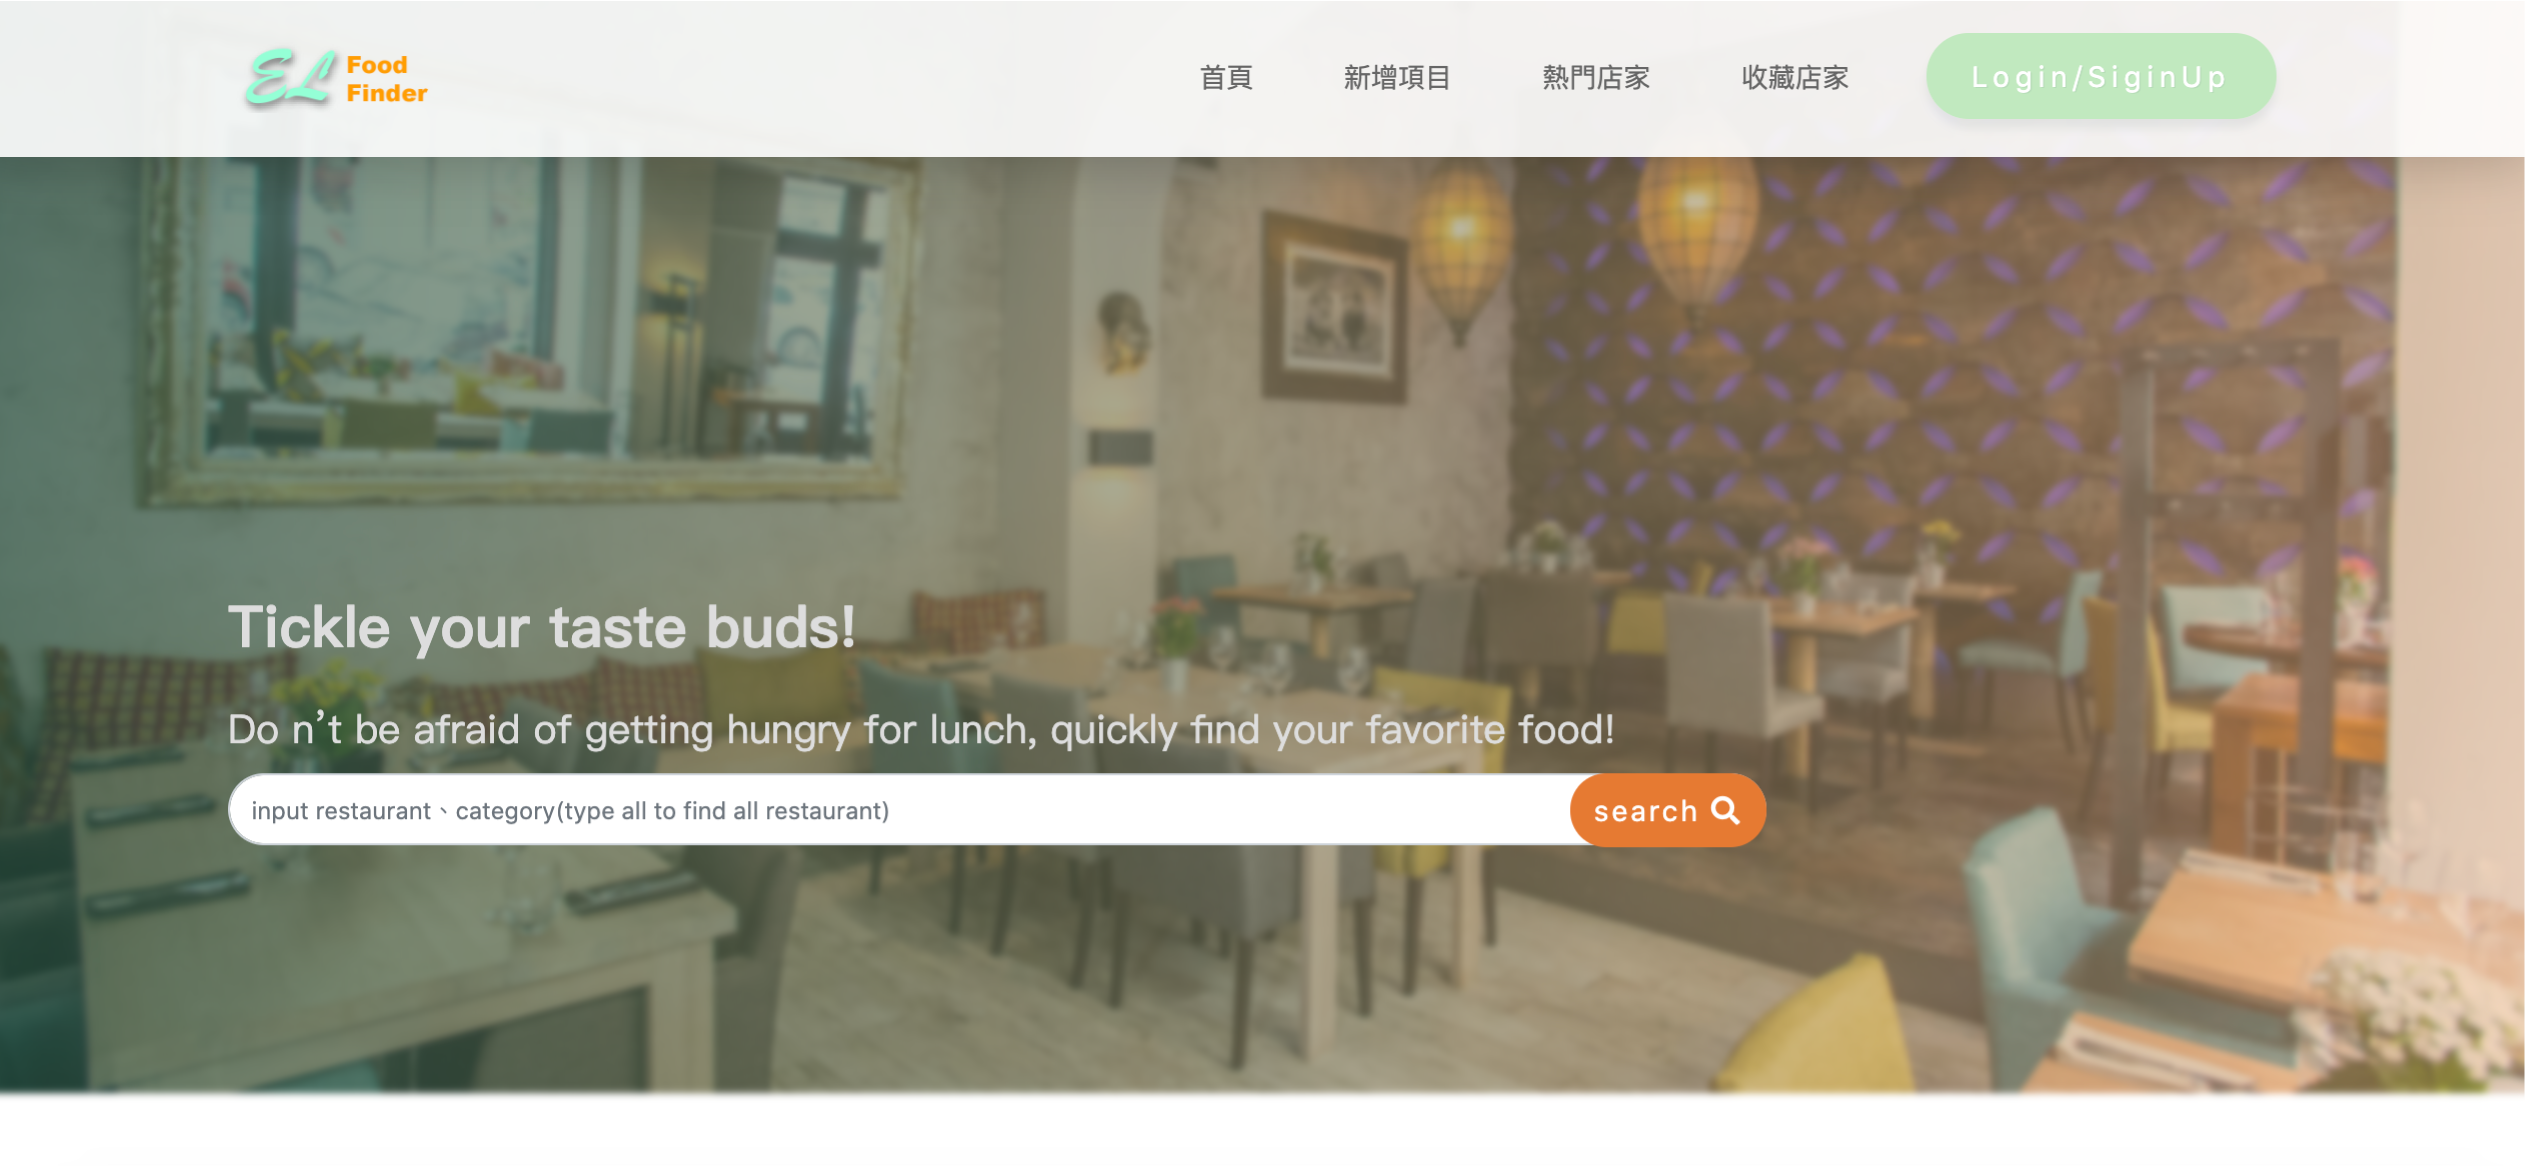 EL Food
Finder
首頁
新增項目
熱門店家
收藏店家
Login/SiginUp
Tickle your taste buds!
Do n't be afraid of getting hungry for lunch, quickly find your favorite food!
input restaurant、category(type all to find all restaurant)
search